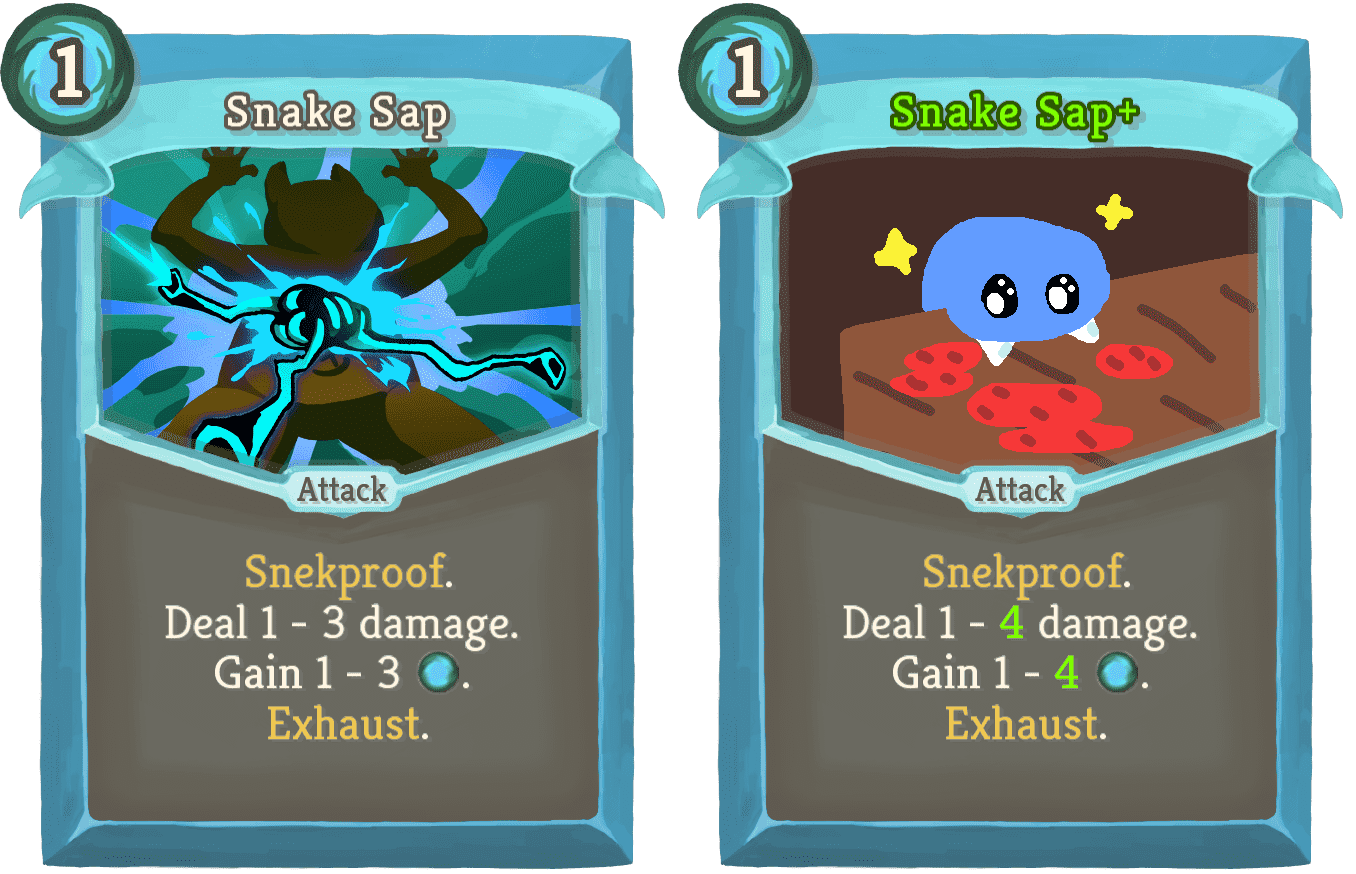 1
Snake Sap
Attack
Snekproof.
Deal 1 - 3 damage.
Gain 1 - 3 .
Exhaust.
1
Snake Sap+
Attack
Snekproof.
Deal 1 - 4 damage.
Gain 1 - 4 .
Exhaust.